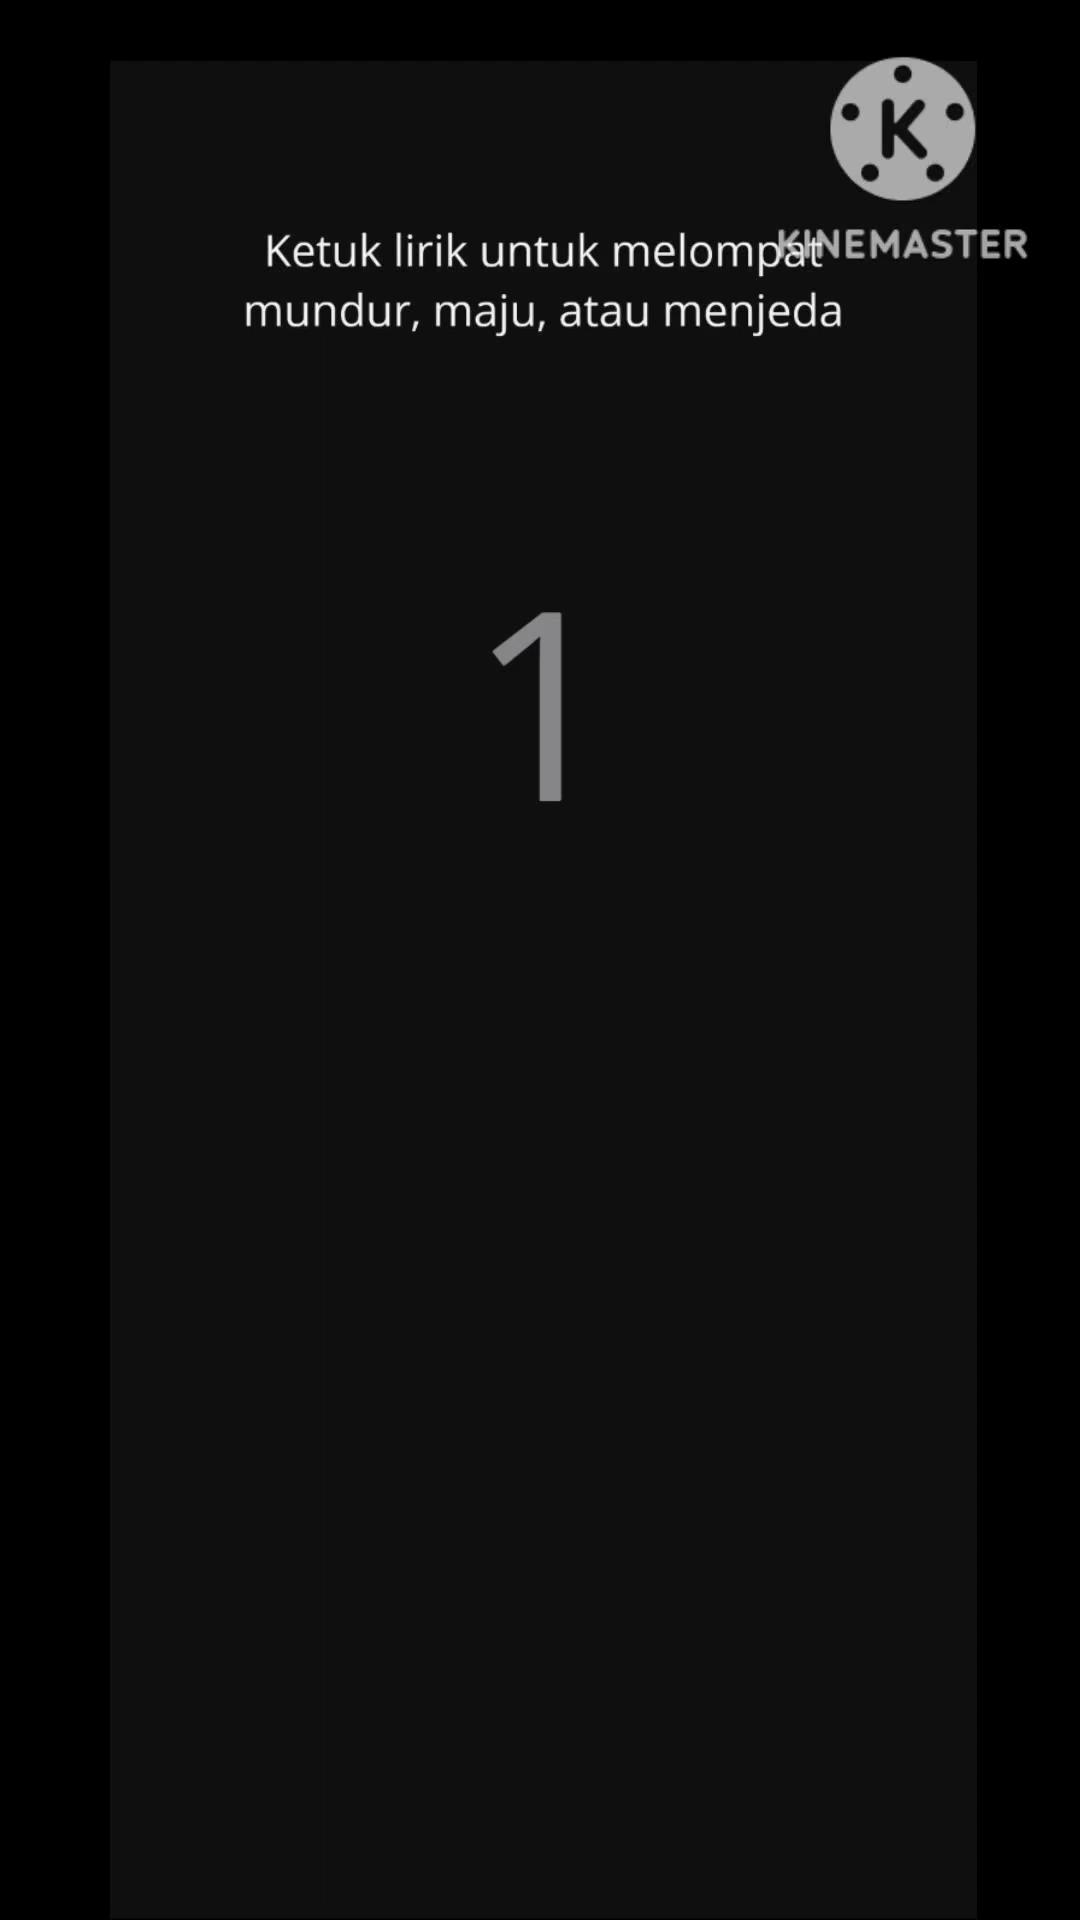 K
KINEMASTER
Ketuk lirik untuk melompat
mundur, maju, atau menjeda
1